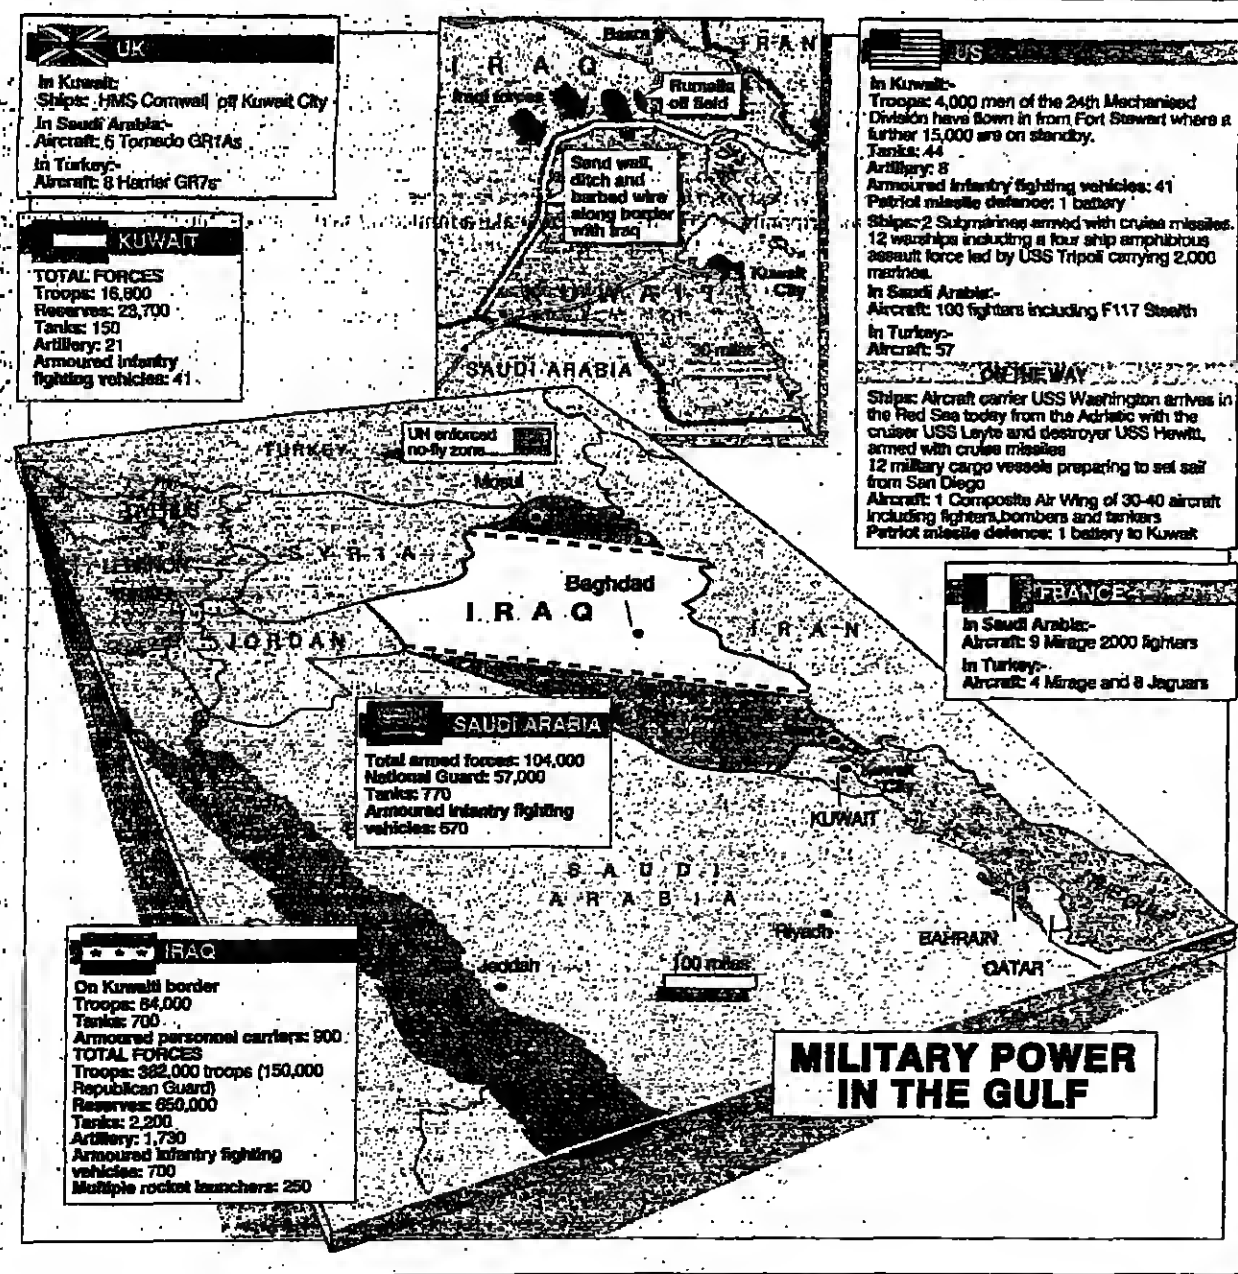 UK
In Kuwait:
Ships: HMS Cornwall off Kuwait City
In Saudi Arabia:-
Aircraft: 6 Tornado GR1As
In Turkey:-
Aircraft: 8 Harrier GR7s
KUWAIT
TOTAL FORCES
Troops: 16,600
Reserves: 23,700
Tanks: 150
Artillery: 21
Armoured infantry
fighting vehicles: 41
Basra
IRAN
IRAQ
Iraqi forces
Rumaila
oil field
Sand wall,
ditch and
barbed wire
along border
with Iraq
Kuwait
City
KUWAIT
30 miles
SAUDI ARABIA
US
In Kuwait:-
Troops: 4,000 men of the 24th Mechanised
Division have flown in from Fort Stewart where a
further 15,000 are on standby.
Tanks: 44
Artillery: 8
Armoured infantry fighting vehicles: 41
Patriot missile defence: 1 battery
Ships: 2 Submarines armed with cruise missiles.
12 warships including a four ship amphibious
assault force led by USS Tripoli carrying 2,000
marines.
In Saudi Arabia:-
Aircraft: 100 fighters including F117 Stealth
In Turkey:-
Aircraft: 57
ON THE WAY
Ships: Aircraft carrier USS Washington arrives in
the Red Sea today from the Adriatic with the
cruiser USS Leyte and destroyer USS Hewitt,
armed with cruise missiles
12 military cargo vessels preparing to set sail
from San Diego
Aircraft: 1 Composite Air Wing of 30-40 aircraft
including fighters, bombers and tankers
Patriot missile defence: 1 battery to Kuwait
FRANCE
In Saudi Arabia:-
Aircraft: 9 Mirage 2000 fighters
In Turkey:-
Aircraft: 4 Mirage and 8 Jaguars
TURKEY
UN enforced
no-fly zone
Mosul
CYPRUS
SYRIA
LEBANON
Baghdad
IRAQ
JORDAN
IRAN
SAUDI ARABIA
Total armed forces: 104,000
National Guard: 57,000
Tanks: 770
Armoured infantry fighting
vehicles: 570
Kuwait
City
KUWAIT
SAUDI
ARABIA
THE GULF
Riyadh
BAHRAIN
QATAR
Jeddah
100 miles
IRAQ
On Kuwaiti border
Troops: 64,000
Tanks: 700
Armoured personnel carriers: 900
TOTAL FORCES
Troops: 382,000 troops (150,000
Republican Guard)
Reserves: 650,000
Tanks: 2,200
Artillery: 1,730
Armoured infantry fighting
vehicles: 700
Multiple rocket launchers: 250
MILITARY POWER
IN THE GULF